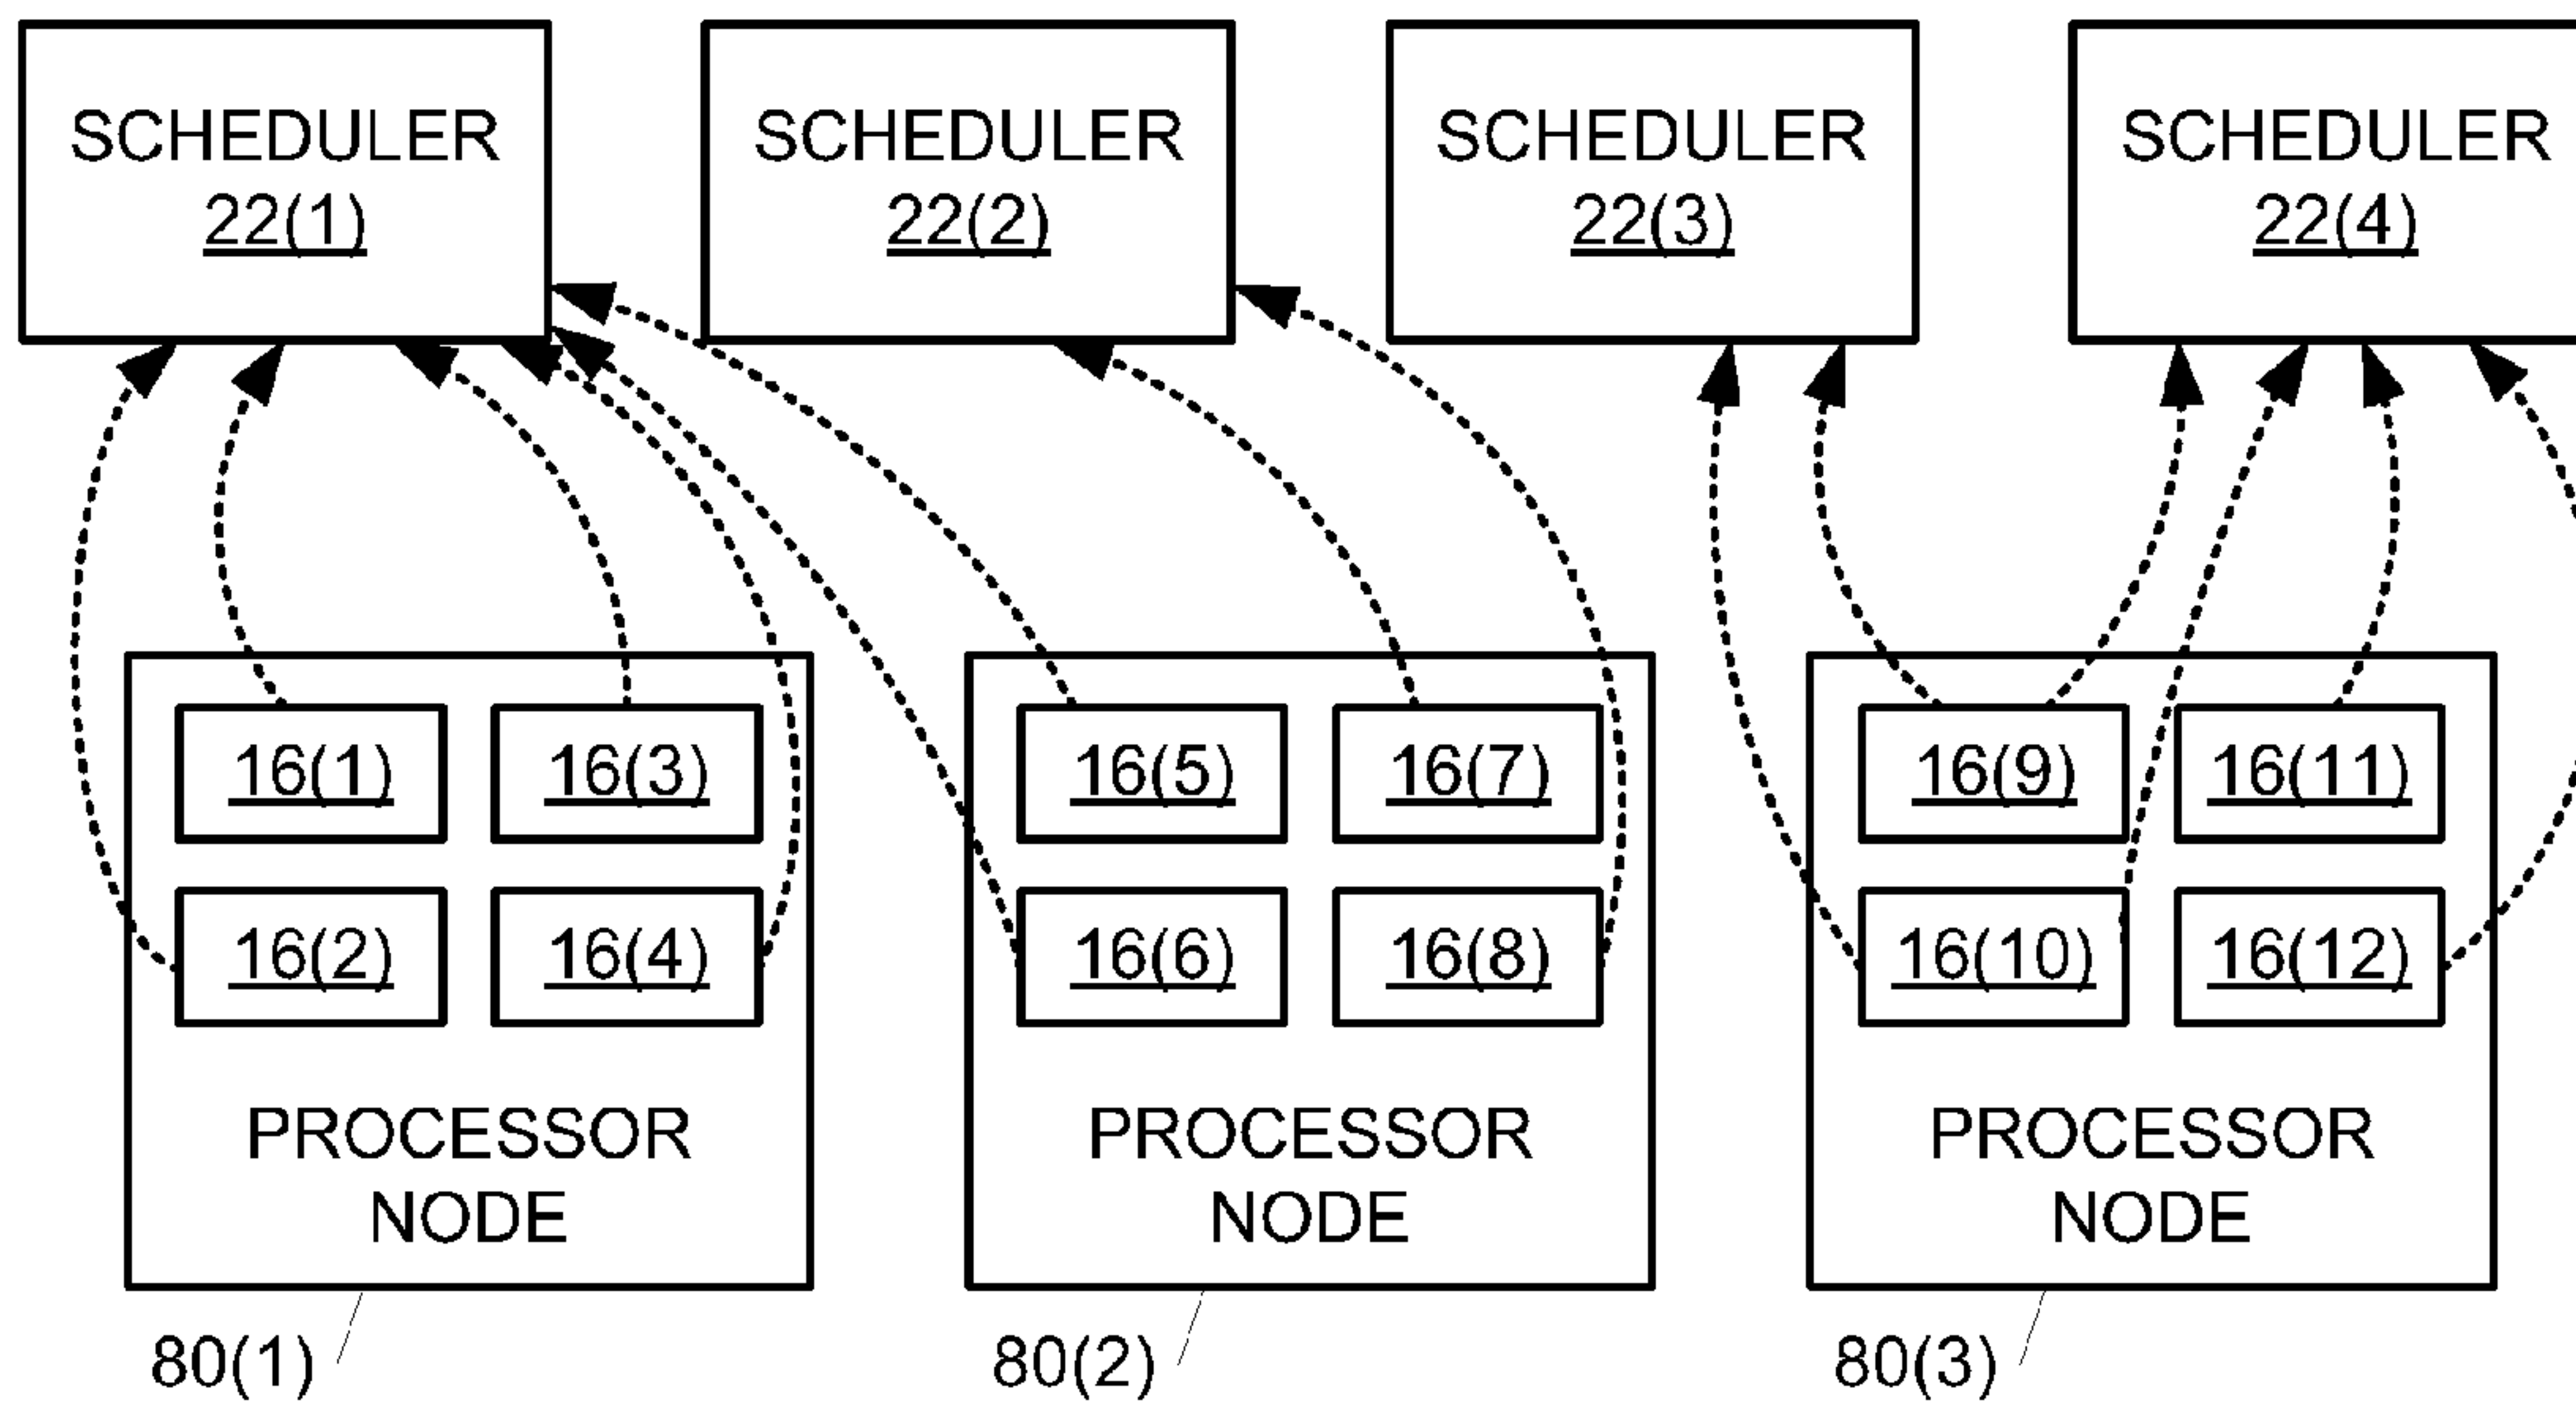 SCHEDULER
22(1)
SCHEDULER
22(2)
SCHEDULER
22(3)
SCHEDULER
22(4)
16(1)
16(3)
16(2)
16(4)
PROCESSOR
NODE
80(1)
16(5)
16(7)
16(6)
16(8)
PROCESSOR
NODE
80(2)
16(9)
16(11)
16(10)
16(12)
PROCESSOR
NODE
80(3)